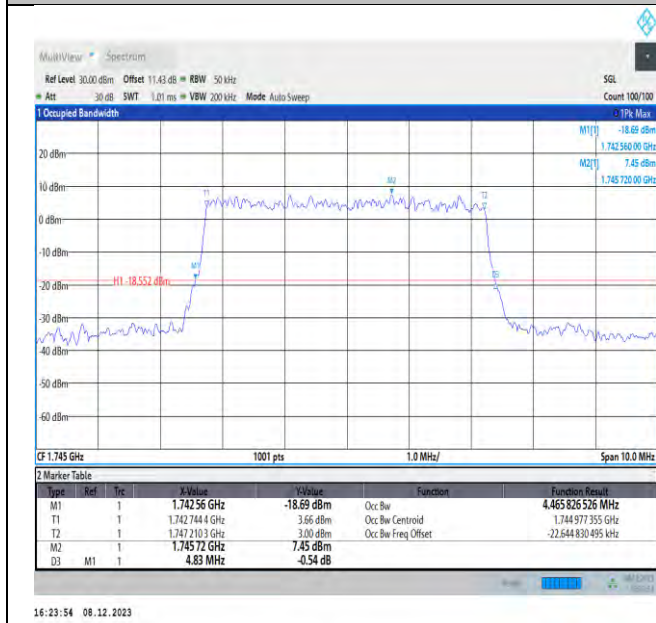 MultiView Spectrum
Ref Level 30.00 dBm Offset 11.43 dB RBW 50 kHz SGL
Att 30 dB SWT 1.01 ms VBW 200 kHz Mode Auto Sweep Count 100/100
1 Occupied Bandwidth 1Pk Max
M1[1] -18.69 dBm
1.742 560 00 GHz
M2[1] 7.45 dBm
1.745 720 00 GHz
20 dBm
10 dBm
0 dBm
-10 dBm
-20 dBm
-30 dBm
-40 dBm
-50 dBm
-60 dBm
T1
M2
T2
M1
D3
H1 -18.552 dBm
CF 1.745 GHz 1001 pts 1.0 MHz/ Span 10.0 MHz
2 Marker Table
Type Ref Trc X-Value Y-Value Function Function Result
M1 1 1.742 56 GHz -18.69 dBm Occ Bw 4.465 826 526 MHz
T1 1 1.742 744 4 GHz 3.66 dBm Occ Bw Centroid 1.744 977 355 GHz
T2 1 1.747 210 3 GHz 3.00 dBm Occ Bw Freq Offset -22.644 830 495 kHz
M2 1 1.745 72 GHz 7.45 dBm
D3 M1 1 4.83 MHz -0.54 dB
16:23:54 08.12.2023